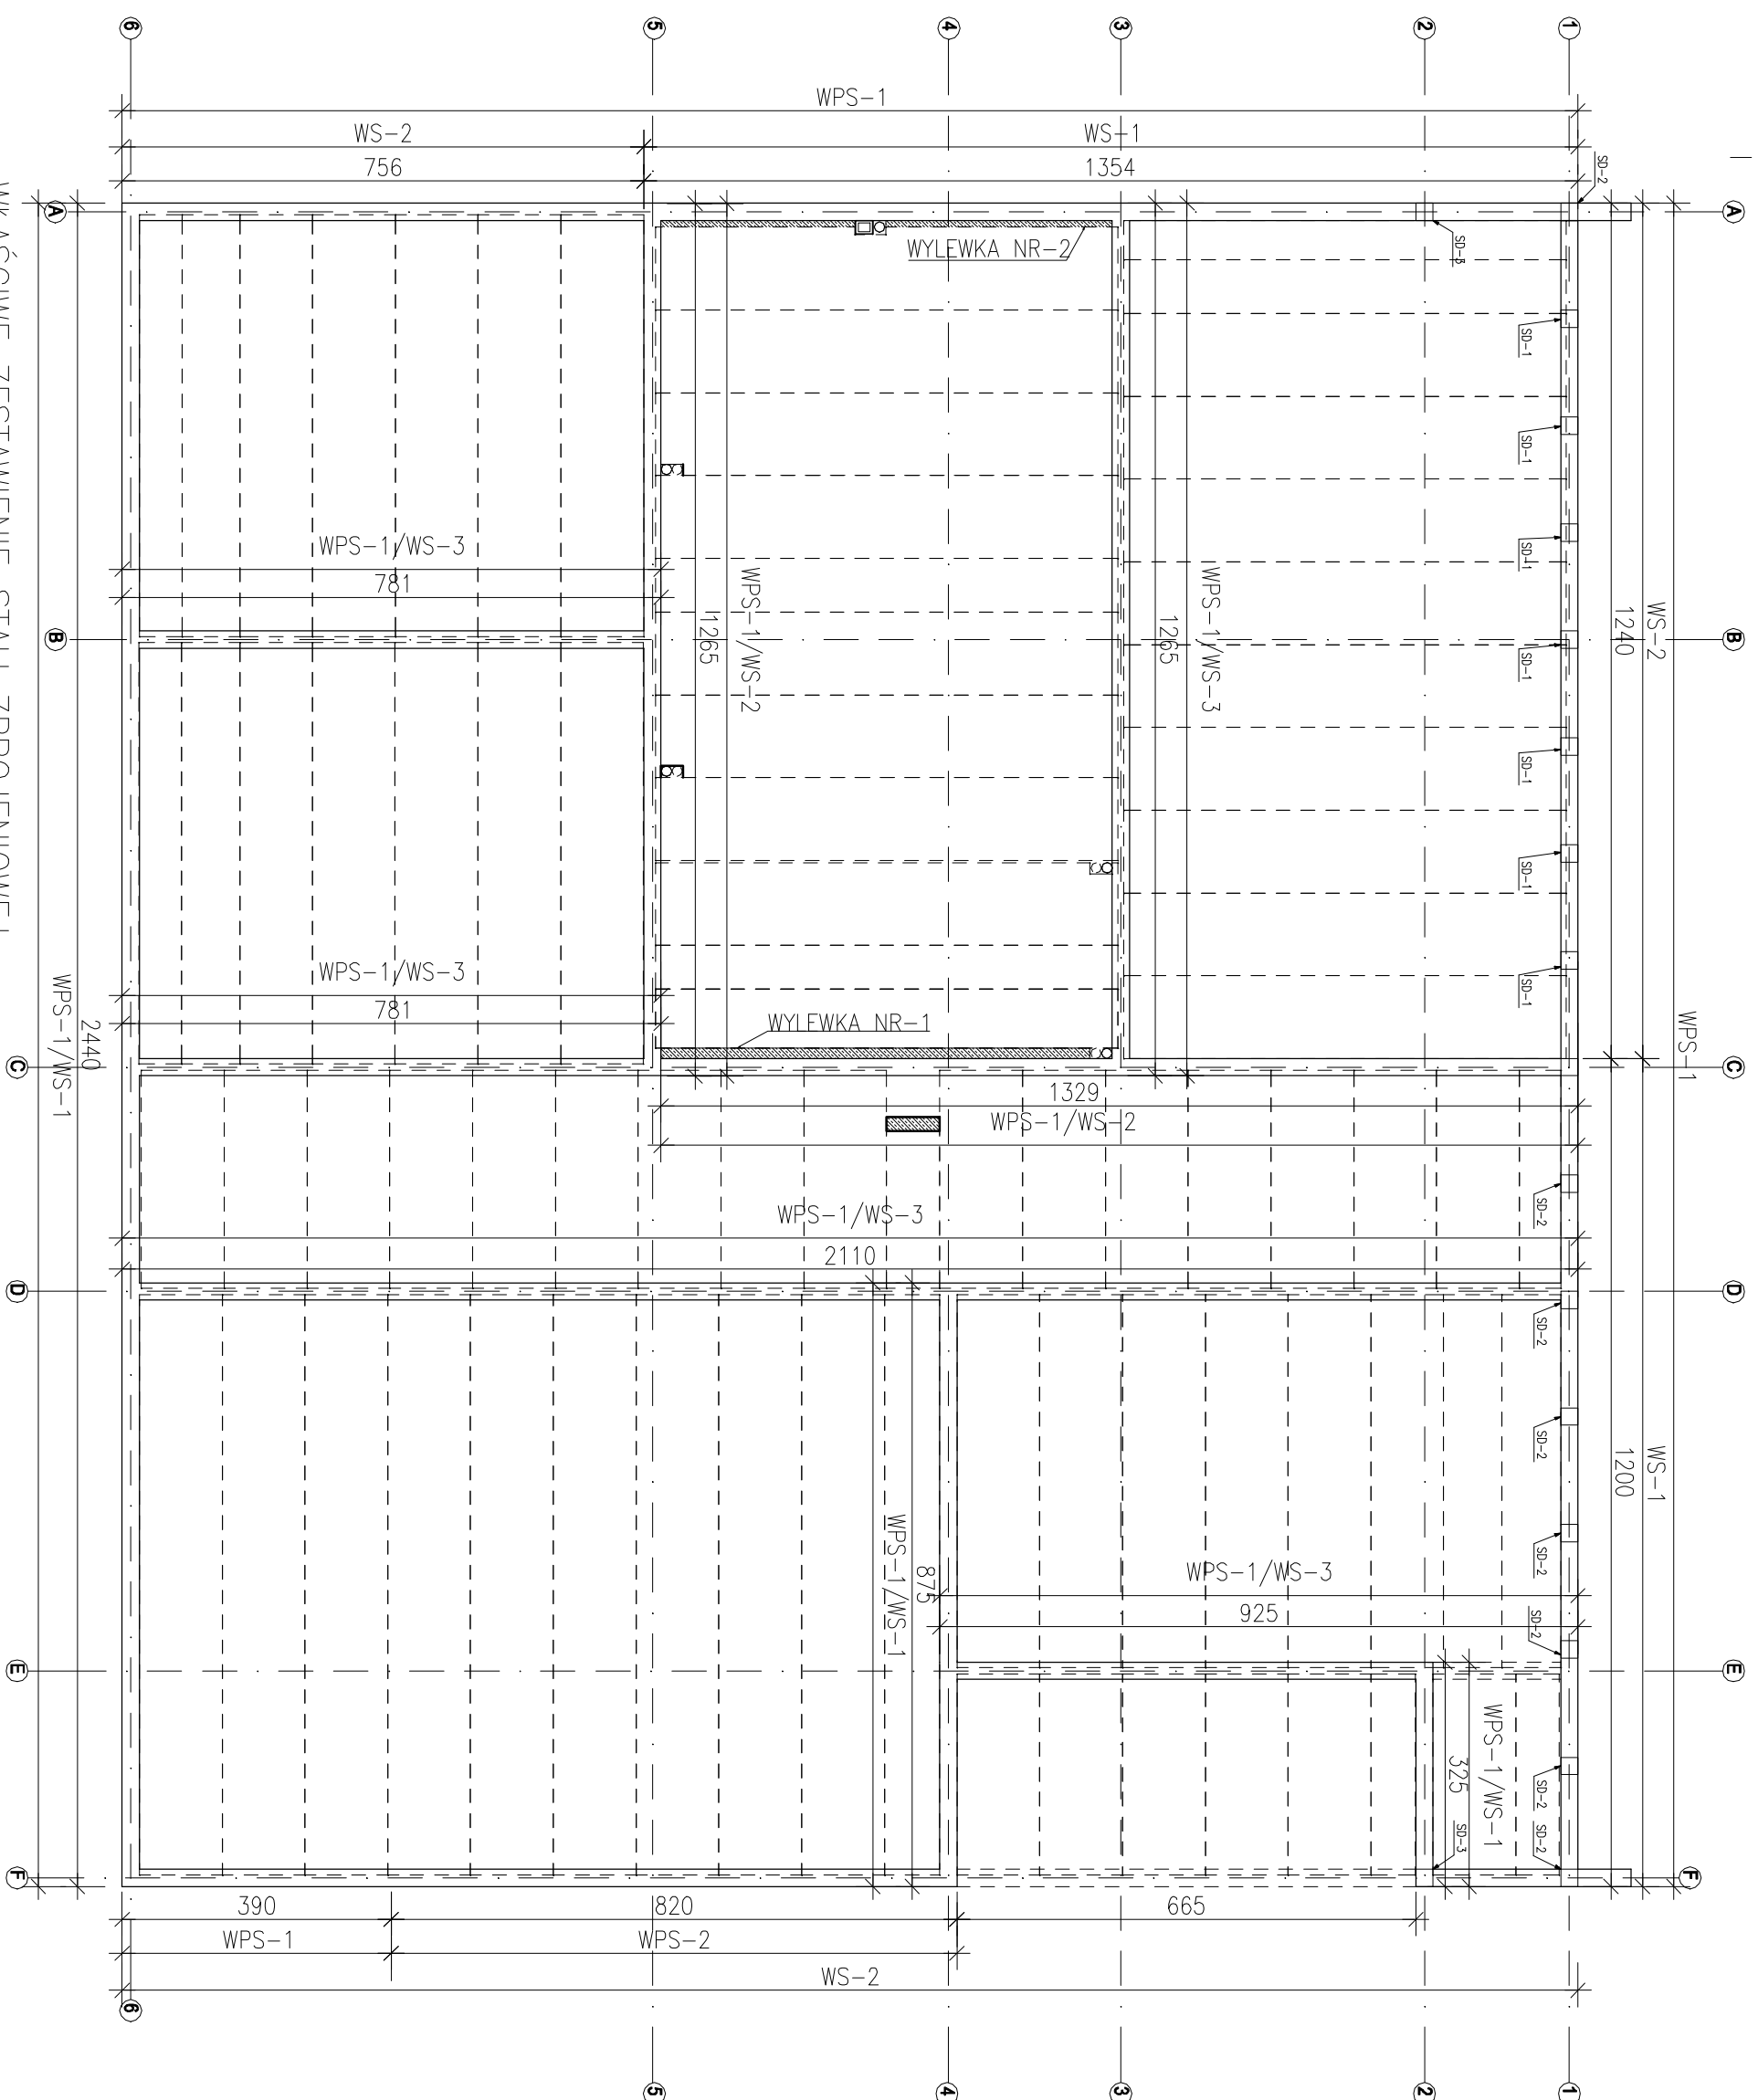 6
5
4
3
2
1
WPS-1
WS-2
WS-1
756
1354
SD-2
A
A
WYLEWKA NR-2
SD-3
SD-1
SD-1
SD-1
SD-1
SD-1
SD-1
SD-1
WPS-1/WS-3
781
WPS-1/WS-2
1265
WPS-1/WS-3
1265
WS-2
1240
B
B
WPS-1/WS-3
781
WYLEWKA NR-1
WPS-1
C
C
2440
WPS-1/WS-1
1329
WPS-1/WS-2
SD-2
WPS-1/WS-3
2110
D
D
SD-2
SD-2
SD-2
SD-2
WS-1
1200
WPS-1/WS-1
875
WPS-1/WS-3
925
E
E
WPS-1/WS-1
325
SD-2
SD-2
SD-3
F
F
390
820
665
WPS-1
WPS-2
WS-2
6
5
4
3
2
1